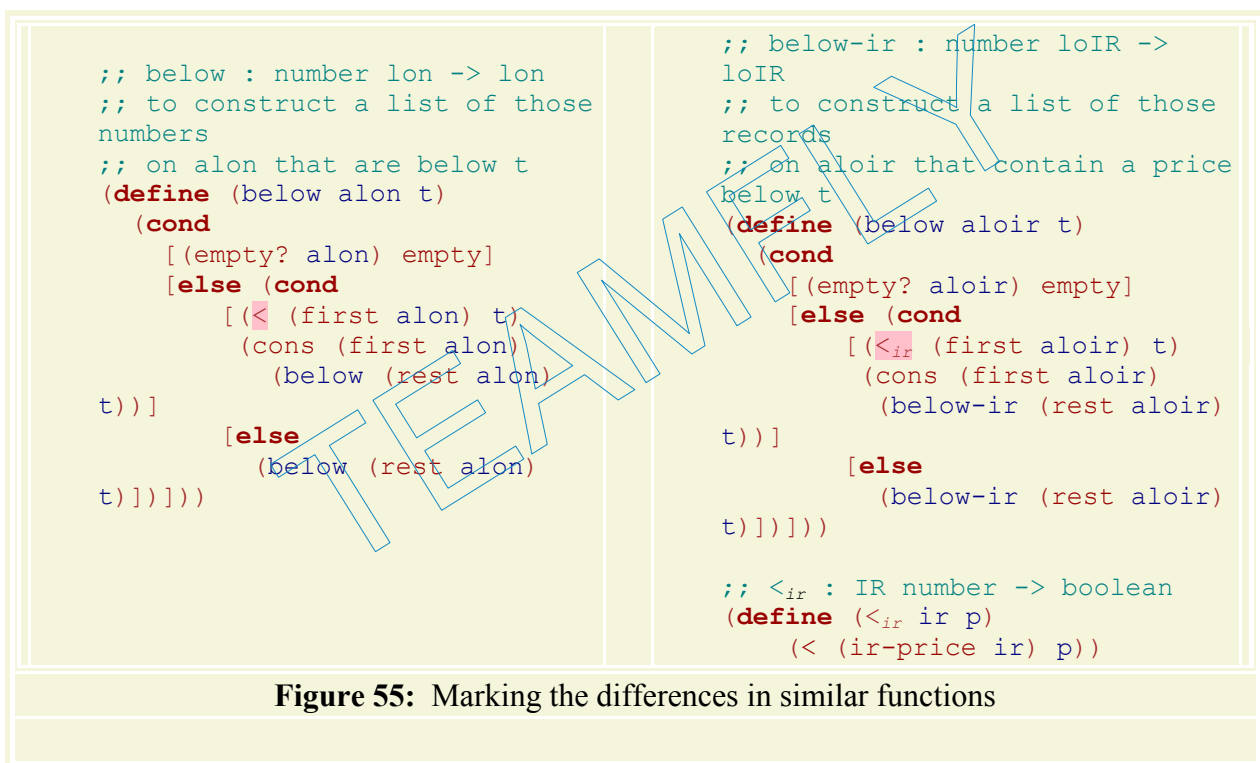 ;; below : number lon -> lon
;; to construct a list of those
numbers
;; on alon that are below t
(define (below alon t)
(cond
[(empty? alon) empty]
[else (cond
[(< (first alon) t)
(cons (first alon)
(below (rest alon)
t))]
[else
(below (rest alon)
t)])]))
;; below-ir : number loIR ->
loIR
;; to construct a list of those
records
;; on aloir that contain a price
below t
(define (below aloir t)
(cond
[(empty? aloir) empty]
[else (cond
[(<ir (first aloir) t)
(cons (first aloir)
(below-ir (rest aloir)
t))]
[else
(below-ir (rest aloir)
t)])]))
;; <ir : IR number -> boolean
(define (<ir ir p)
(< (ir-price ir) p))
TEAMFLY
Figure 55: Marking the differences in similar functions